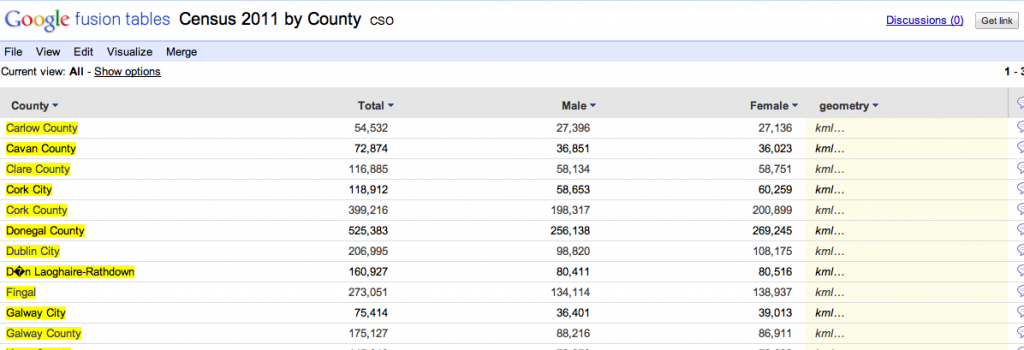 Google fusion tables Census 2011 by County CSO Discussions (0) Get link
File View Edit Visualize Merge
Current view: All - Show options 1 - 3
County Total Male Female geometry
Carlow County 54,532 27,396 27,136 kml...
Cavan County 72,874 36,851 36,023 kml...
Clare County 116,885 58,134 58,751 kml...
Cork City 118,912 58,653 60,259 kml...
Cork County 399,216 198,317 200,899 kml...
Donegal County 525,383 256,138 269,245 kml...
Dublin City 206,995 98,820 108,175 kml...
D�n Laoghaire-Rathdown 160,927 80,411 80,516 kml...
Fingal 273,051 134,114 138,937 kml...
Galway City 75,414 36,401 39,013 kml...
Galway County 175,127 88,216 86,911 kml...